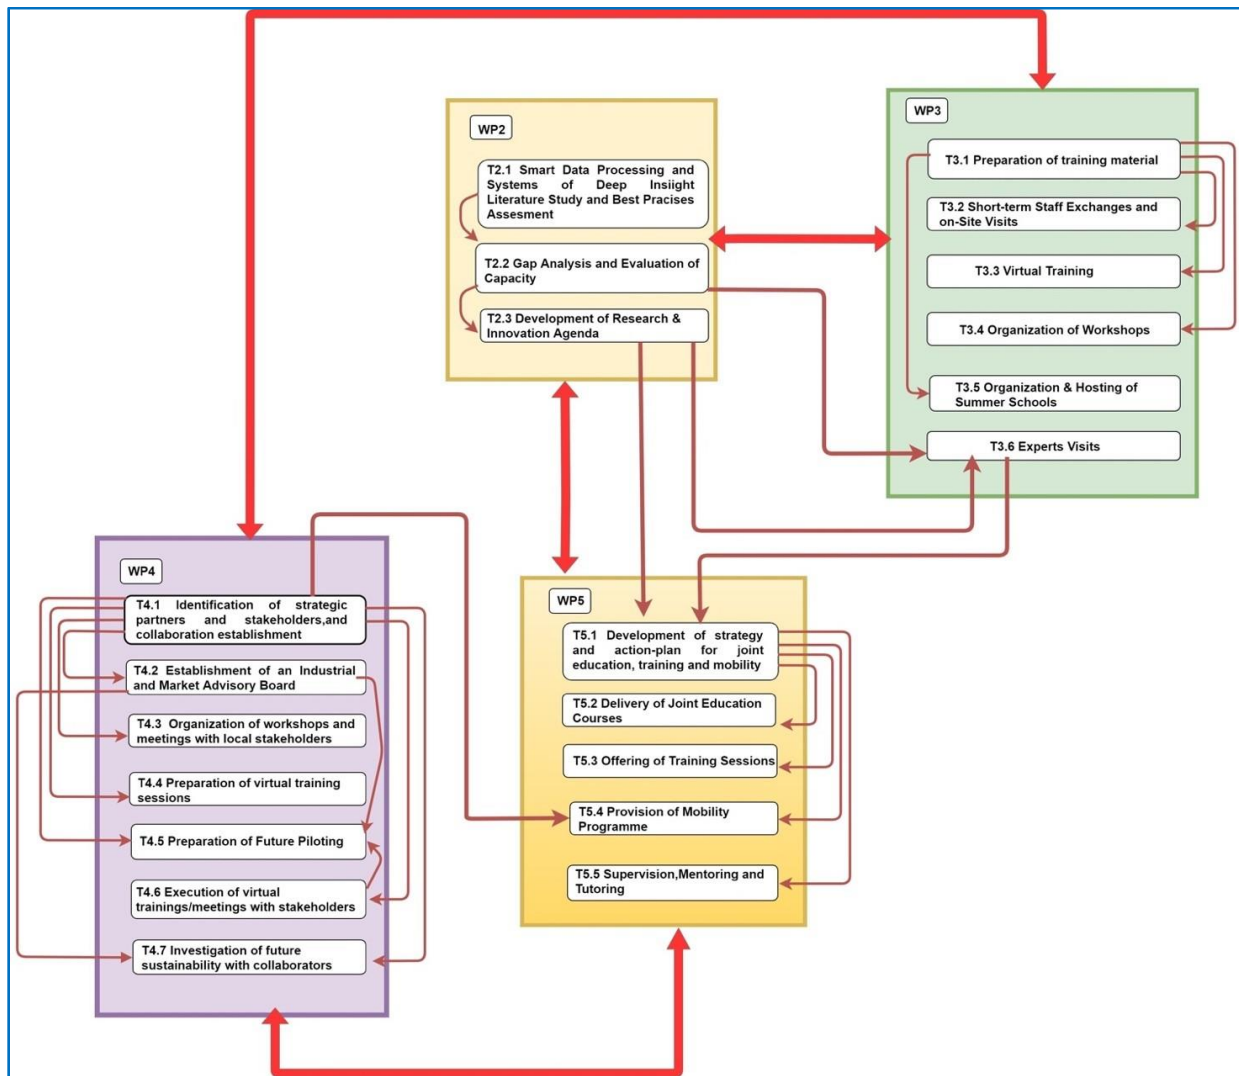 WP2
T2.1 Smart Data Processing and
Systems of Deep Insight
Literature Study and Best Pracises
Assesment
T2.2 Gap Analysis and Evaluation of
Capacity
T2.3 Development of Research &
Innovation Agenda
WP3
T3.1 Preparation of training material
T3.2 Short-term Staff Exchanges and
on-Site Visits
T3.3 Virtual Training
T3.4 Organization of Workshops
T3.5 Organization & Hosting of
Summer Schools
T3.6 Experts Visits
WP4
T4.1 Identification of strategic
partners and stakeholders,and
collaboration establishment
T4.2 Establishment of an Industrial
and Market Advisory Board
T4.3 Organization of workshops and
meetings with local stakeholders
T4.4 Preparation of virtual training
sessions
T4.5 Preparation of Future Piloting
T4.6 Execution of virtual
trainings/meetings with stakeholders
T4.7 Investigation of future
sustainability with collaborators
WP5
T5.1 Development of strategy
and action-plan for joint
education, training and mobility
T5.2 Delivery of Joint Education
Courses
T5.3 Offering of Training Sessions
T5.4 Provision of Mobility
Programme
T5.5 Supervision,Mentoring and
Tutoring